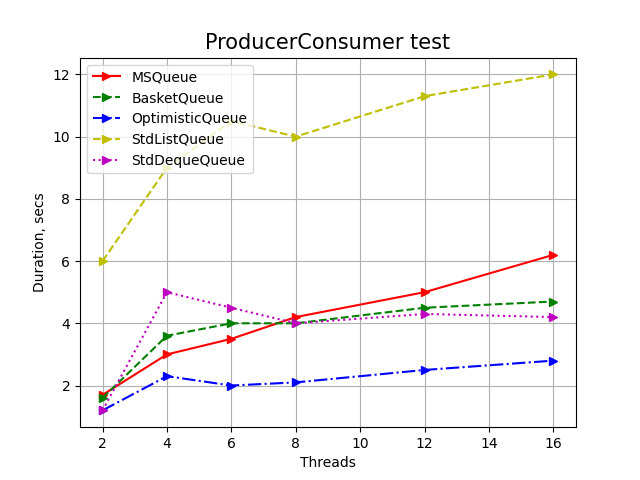 ProducerConsumer test
MSQueue
BasketQueue
OptimisticQueue
StdListQueue
StdDequeQueue
Duration, secs
12
10
8
6
4
2
2 4 6 8 10 12 14 16
Threads